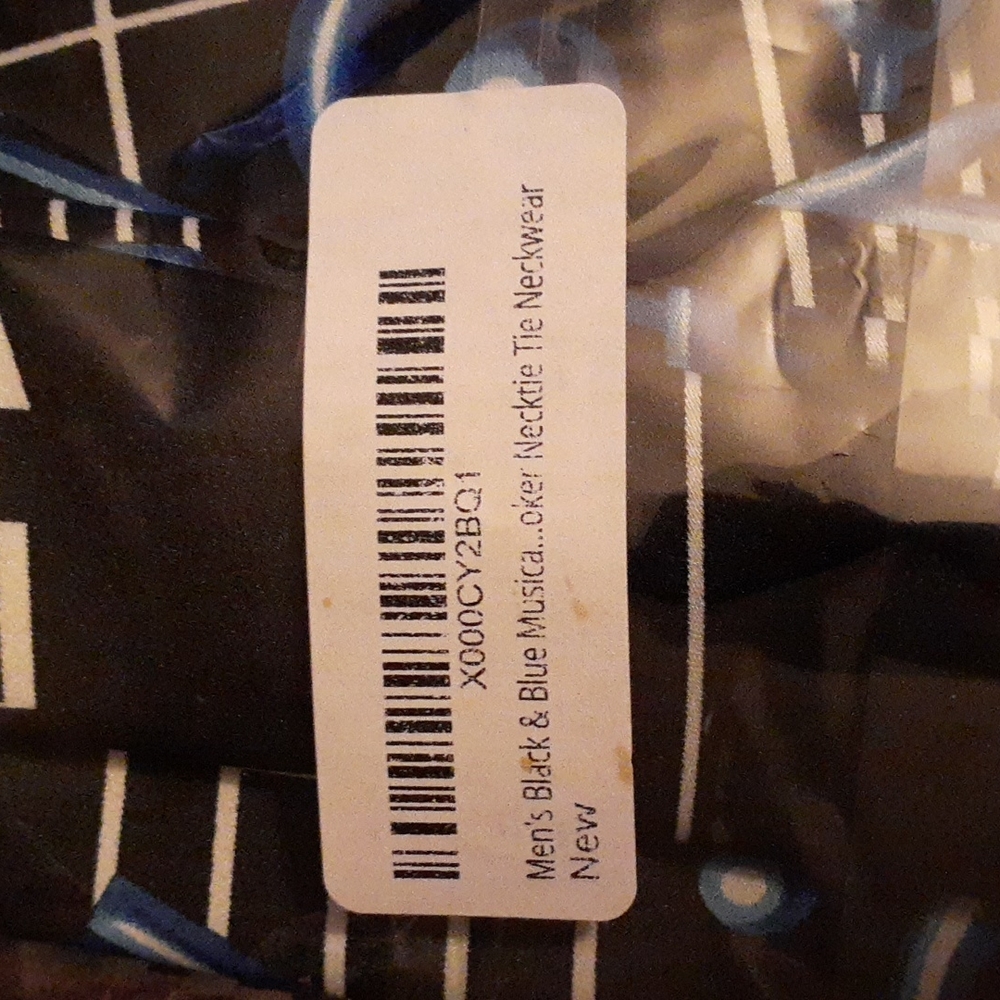 X000CY2BQ1
Men's Black & Blue Musica...oker Necktie Tie Neckwear
New